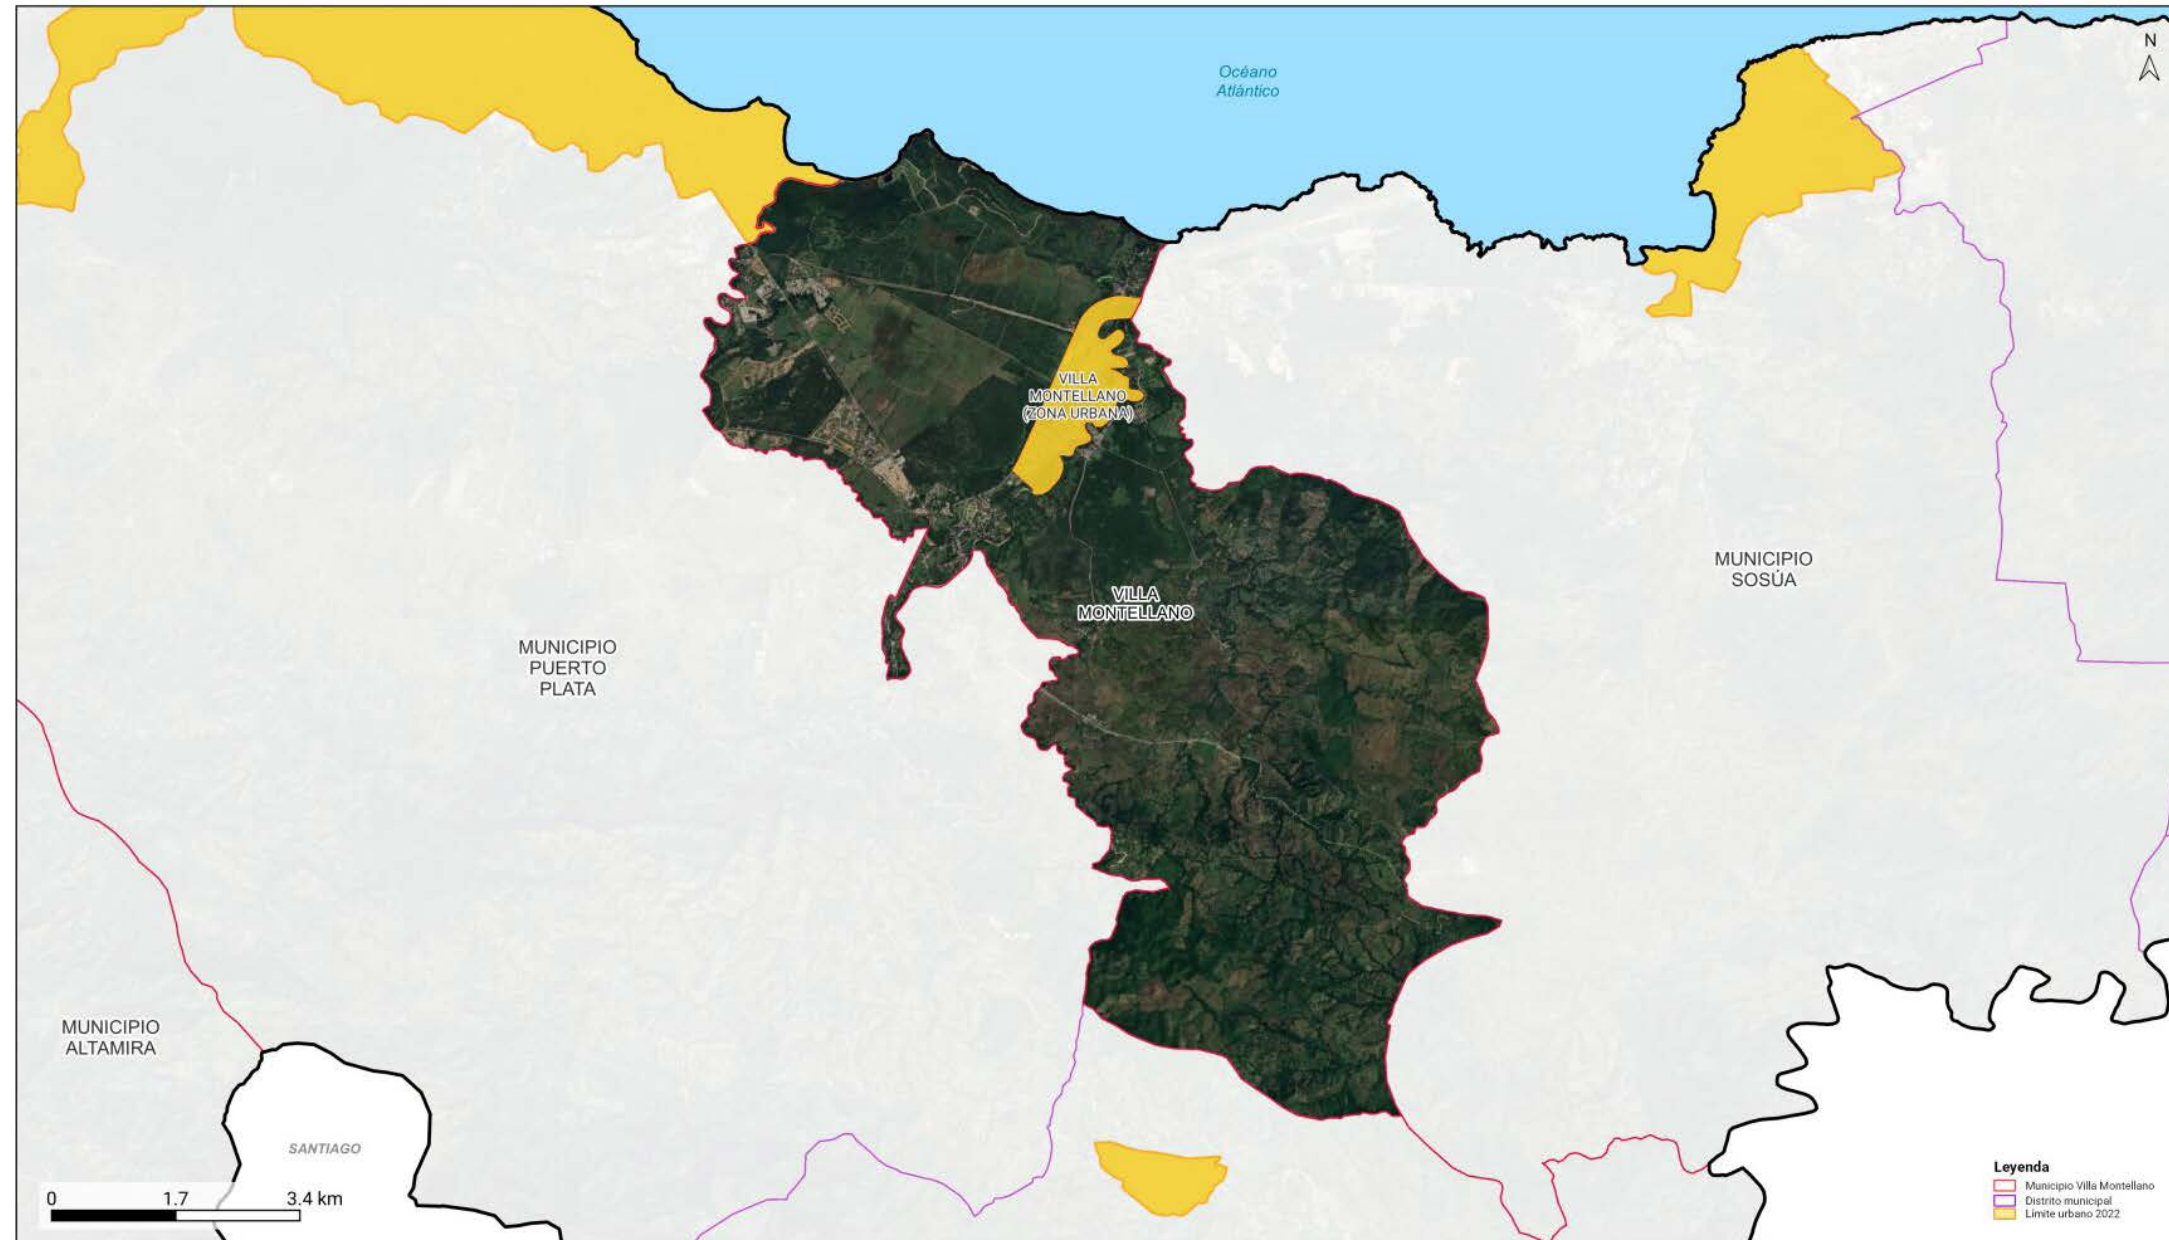 Océano
Atlántico
N
VILLA
MONTELLANO
(ZONA URBANA)
MUNICIPIO
SOSÚA
VILLA
MONTELLANO
MUNICIPIO
PUERTO
PLATA
MUNICIPIO
ALTAMIRA
SANTIAGO
0 1.7 3.4 km
Leyenda
Municipio Villa Montellano
Distrito municipal
Límite urbano 2022